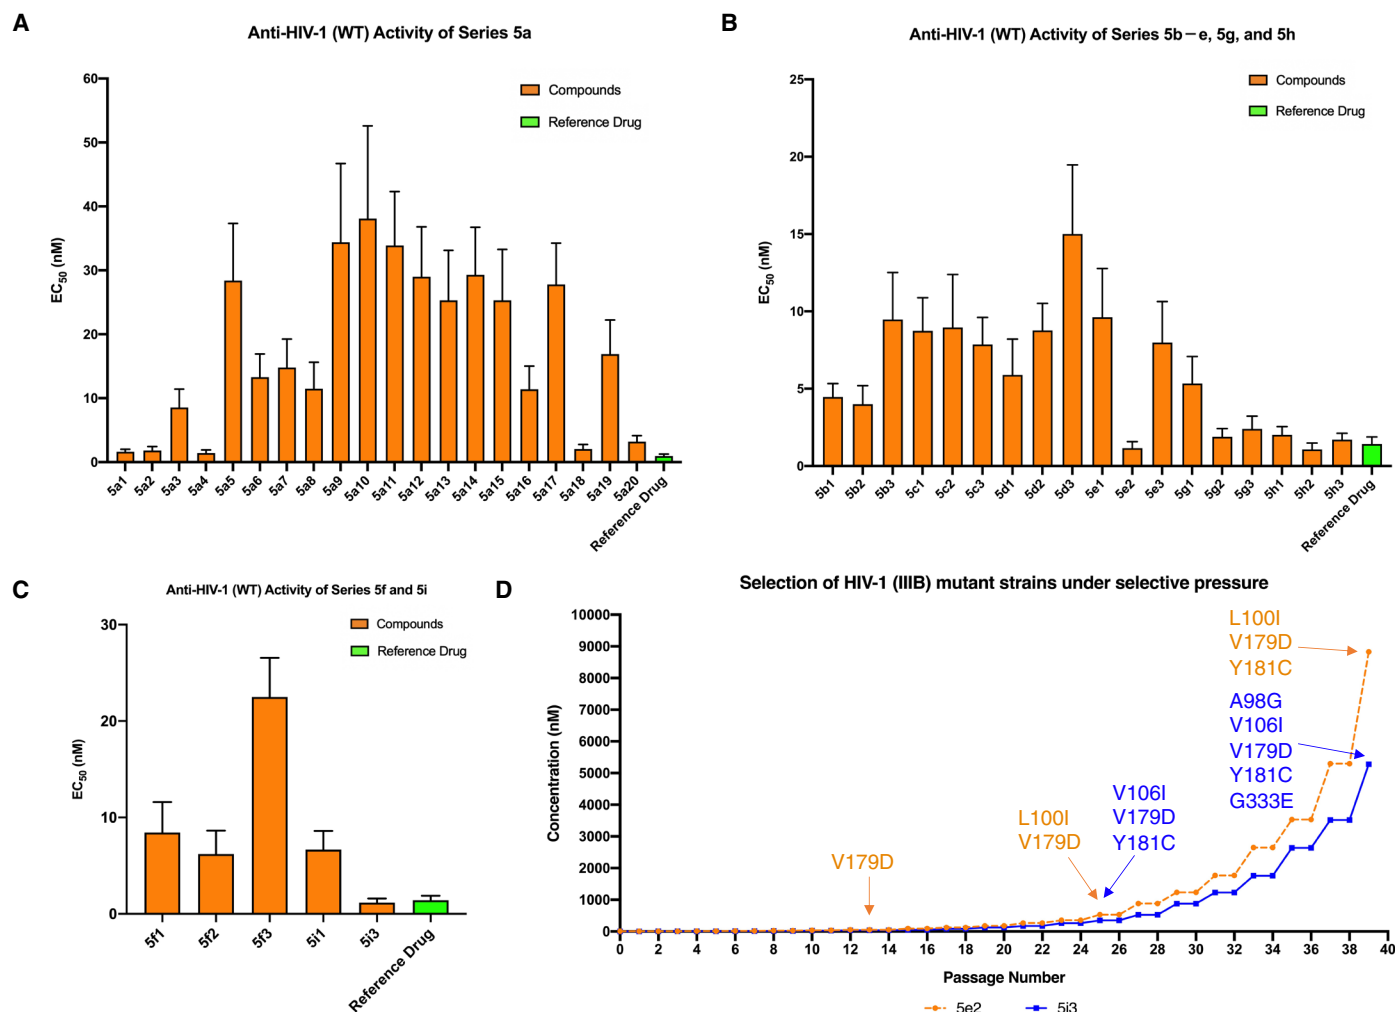 A
Anti-HIV-1 (WT) Activity of Series 5a
60
50
40
30
20
10
0
EC50 (nM)
Compounds
Reference Drug
5a1
5a2
5a3
5a4
5a5
5a6
5a7
5a8
5a9
5a10
5a11
5a12
5a13
5a14
5a15
5a16
5a17
5a18
5a19
5a20
Reference Drug
B
Anti-HIV-1 (WT) Activity of Series 5b−e, 5g, and 5h
25
20
15
10
5
0
EC50 (nM)
Compounds
Reference Drug
5b1
5b2
5b3
5c1
5c2
5c3
5d1
5d2
5d3
5e1
5e2
5e3
5g1
5g2
5g3
5h1
5h2
5h3
Reference Drug
C
Anti-HIV-1 (WT) Activity of Series 5f and 5i
30
20
10
0
EC50 (nM)
Compounds
Reference Drug
5f1
5f2
5f3
5i1
5i3
Reference Drug
D
Selection of HIV-1 (IIIB) mutant strains under selective pressure
10000
9000
8000
7000
6000
5000
4000
3000
2000
1000
0
Concentration (nM)
V179D
L100I
V179D
V106I
V179D
Y181C
L100I
V179D
Y181C
A98G
V106I
V179D
Y181C
G333E
0 2 4 6 8 10 12 14 16 18 20 22 24 26 28 30 32 34 36 38 40
Passage Number
5e2 5i3